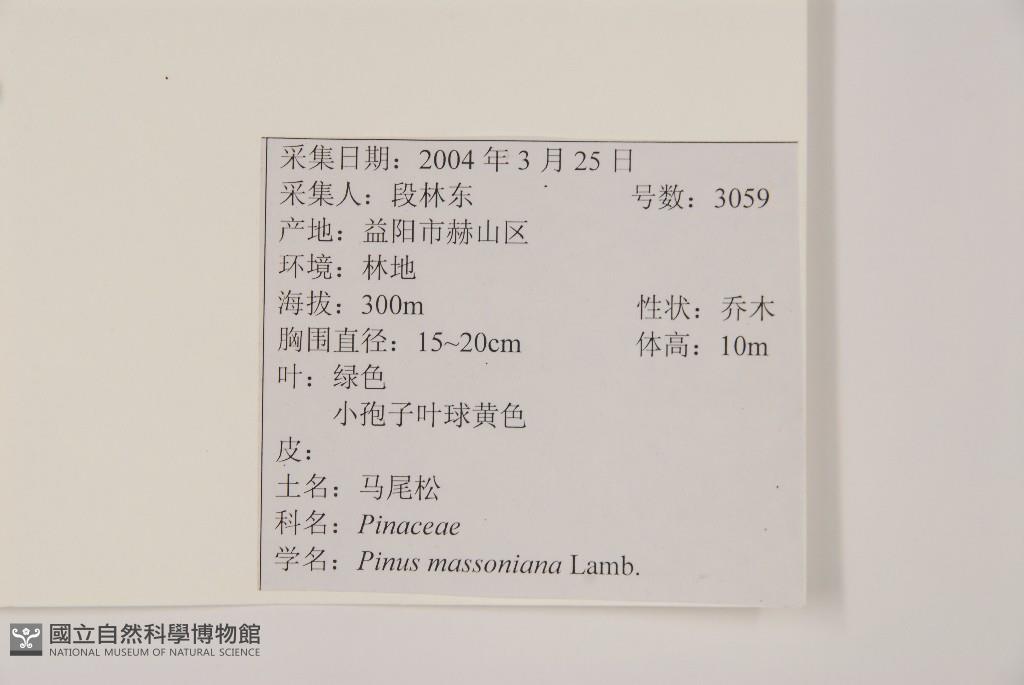 采集日期：2004 年 3 月 25 日
采集人：段林东 号数：3059
产地：益阳市赫山区
环境：林地
海拔：300m 性状：乔木
胸围直径：15~20cm 体高：10m
叶：绿色
小孢子叶球黄色
皮：
土名：马尾松
科名：Pinaceae
学名：Pinus massoniana Lamb.
國立自然科學博物館
NATIONAL MUSEUM OF NATURAL SCIENCE